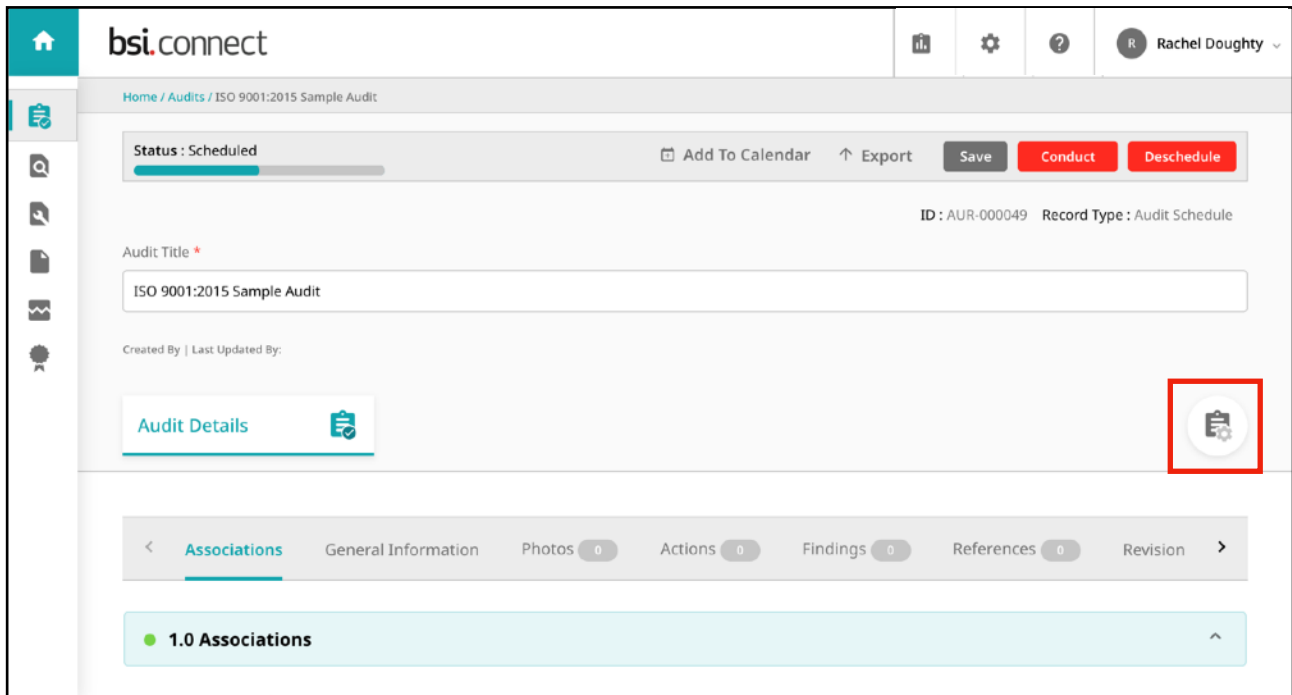 bsi.connect
R Rachel Doughty
Home / Audits / ISO 9001:2015 Sample Audit
Status : Scheduled
Add To Calendar
Export
Save
Conduct
Deschedule
ID : AUR-000049 Record Type : Audit Schedule
Audit Title *
ISO 9001:2015 Sample Audit
Created By | Last Updated By:
Audit Details
Associations
General Information
Photos 0
Actions 0
Findings 0
References 0
Revision
1.0 Associations